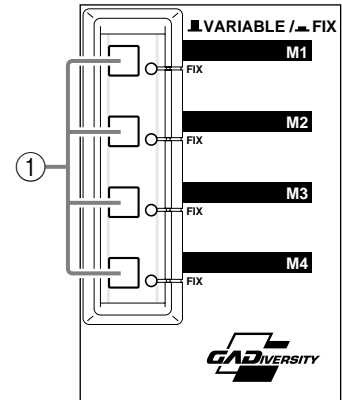 VARIABLE / FIX
M1
FIX
M2
FIX
1
M3
FIX
M4
FIX
GADIVERSITY